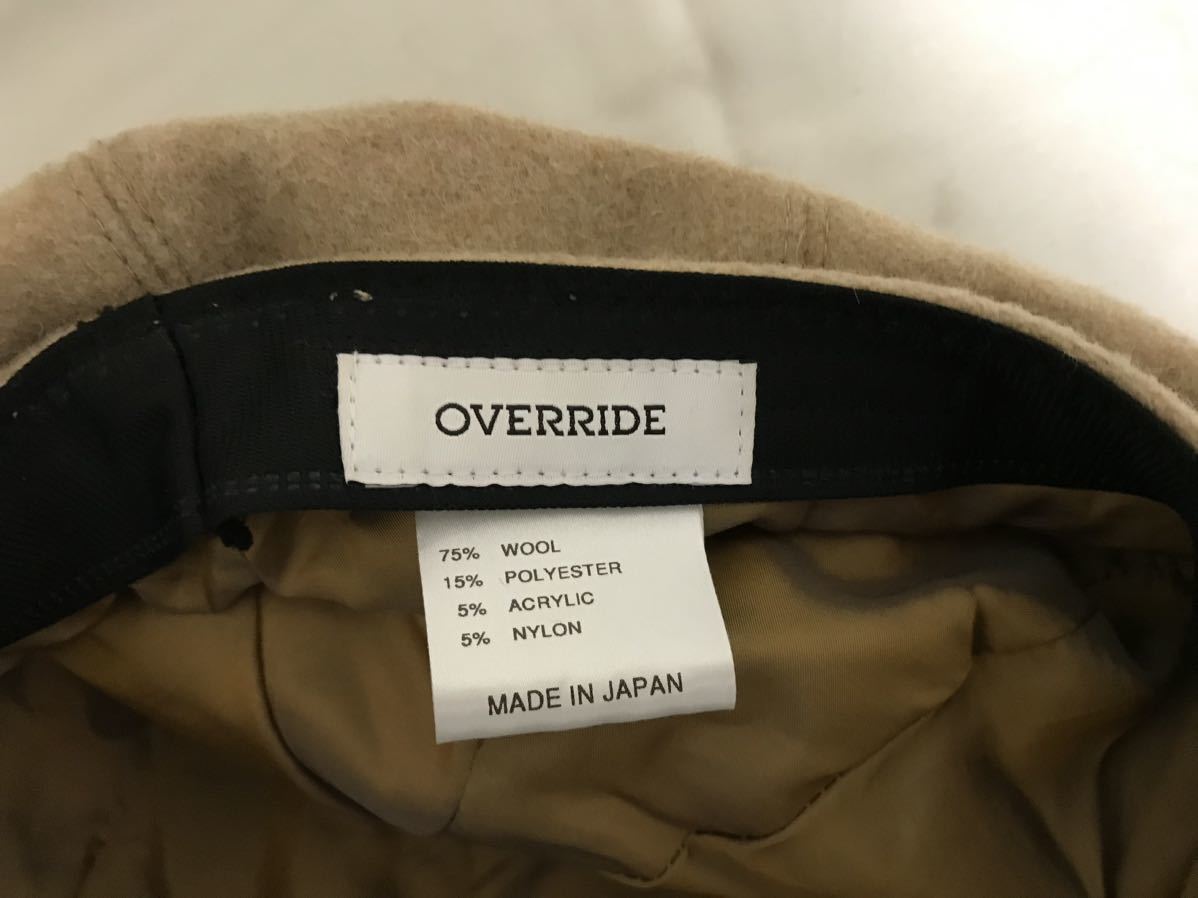 OVERRIDE
75% WOOL
15% POLYESTER
5% ACRYLIC
5% NYLON
MADE IN JAPAN